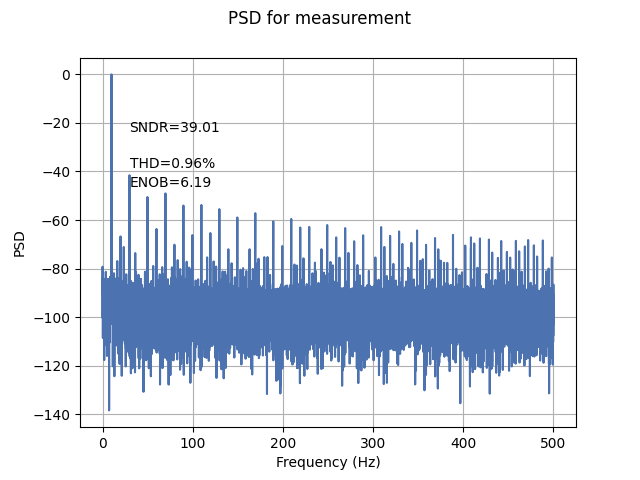 PSD for measurement
0
−20
−40
−60
−80
−100
−120
−140
PSD
SNDR=39.01
THD=0.96%
ENOB=6.19
0 100 200 300 400 500
Frequency (Hz)